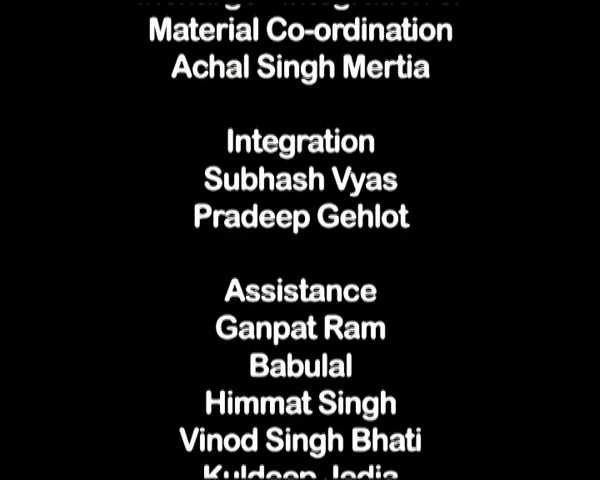 Material Co-ordination
Achal Singh Mertia
Integration
Subhash Vyas
Pradeep Gehlot
Assistance
Ganpat Ram
Babulal
Himmat Singh
Vinod Singh Bhati
Kuldeep